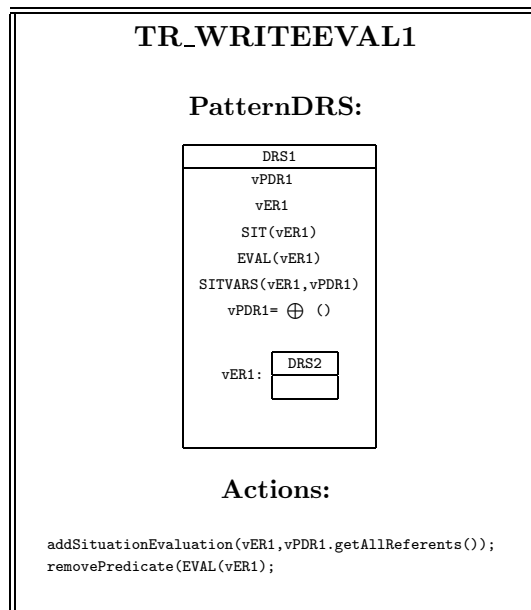 TR_WRITEEVAL1
PatternDRS:
DRS1
vPDR1
vER1
SIT(vER1)
EVAL(vER1)
SITVARS(vER1,vPDR1)
vPDR1= ⊕ ()
vER1: DRS2
Actions:
addSituationEvaluation(vER1,vPDR1.getAllReferents());
removePredicate(EVAL(vER1);